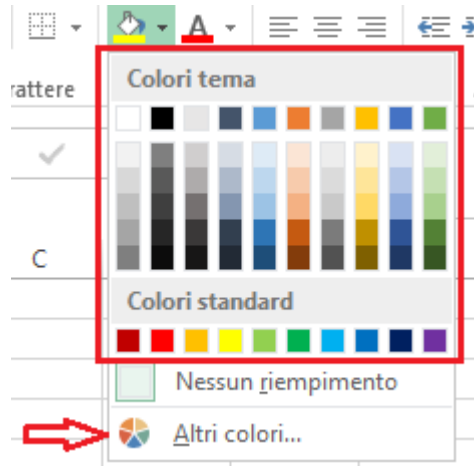 A
rattere
Colori tema
C
Colori standard
Nessun riempimento
Altri colori...